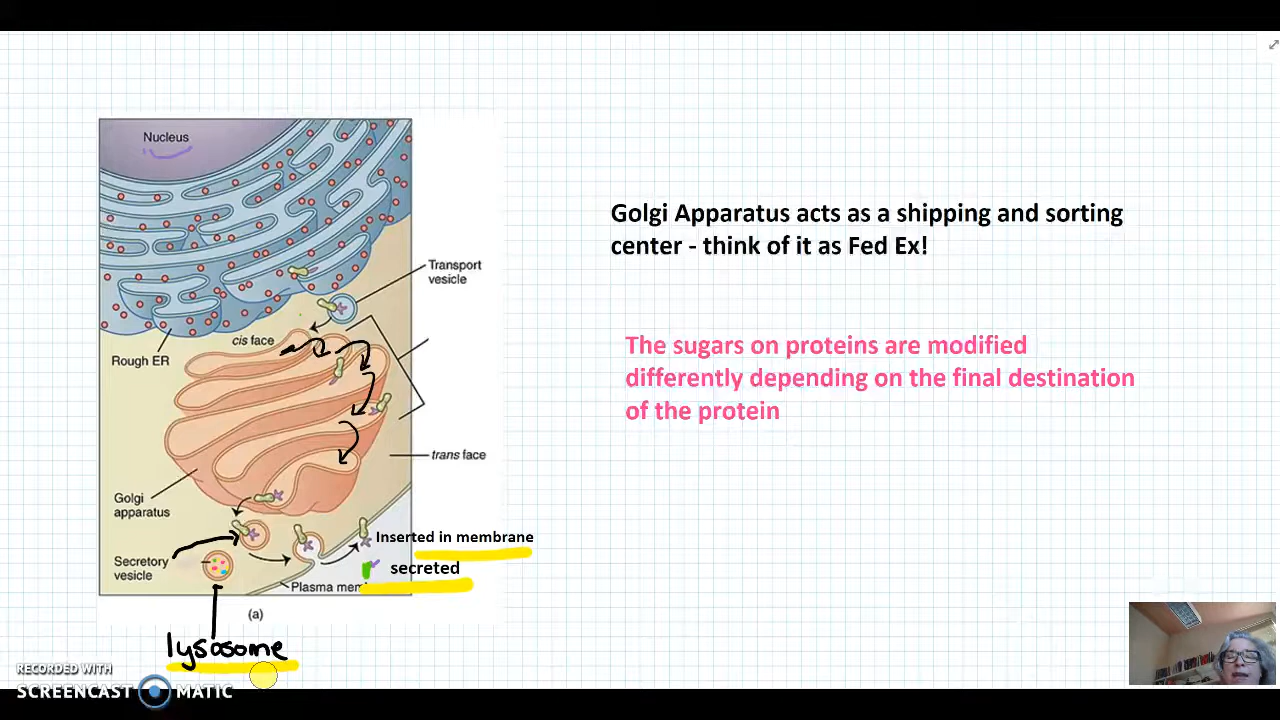 Nucleus
Golgi Apparatus acts as a shipping and sorting
center - think of it as Fed Ex!
Transport
vesicle
cis face
The sugars on proteins are modified
differently depending on the final destination
of the protein
Rough ER
trans face
Golgi
apparatus
Inserted in membrane
Secretory
vesicle
secreted
Plasma mem
(a)
lysosome
RECORDED WITH
SCREENCAST MATIC